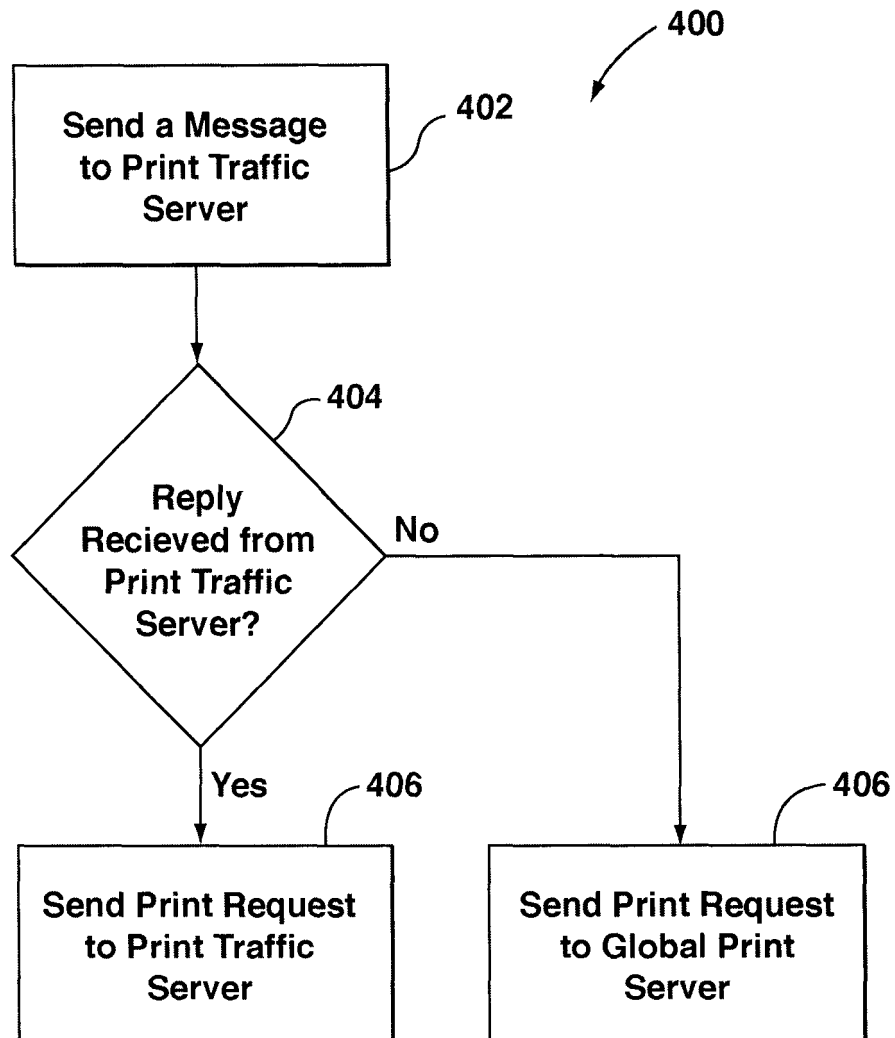 400
Send a Message
to Print Traffic
Server
402
404
Reply
Recieved from
Print Traffic
Server?
No
Yes
406
Send Print Request
to Print Traffic
Server
406
Send Print Request
to Global Print
Server